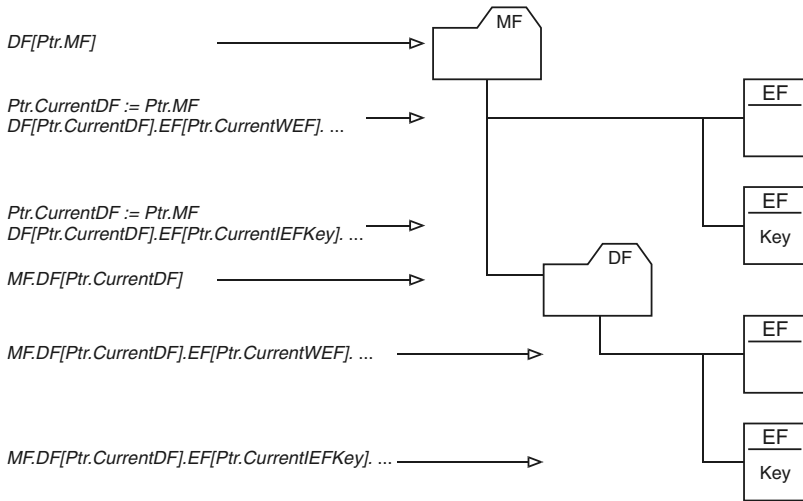 MF
DF[Ptr.MF]
EF
Ptr.CurrentDF := Ptr.MF
DF[Ptr.CurrentDF].EF[Ptr.CurrentWEF]. ...
EF
Ptr.CurrentDF := Ptr.MF
DF[Ptr.CurrentDF].EF[Ptr.CurrentIEFKey]. ...
Key
DF
MF.DF[Ptr.CurrentDF]
EF
MF.DF[Ptr.CurrentDF].EF[Ptr.CurrentWEF]. ...
EF
MF.DF[Ptr.CurrentDF].EF[Ptr.CurrentIEFKey]. ...
Key